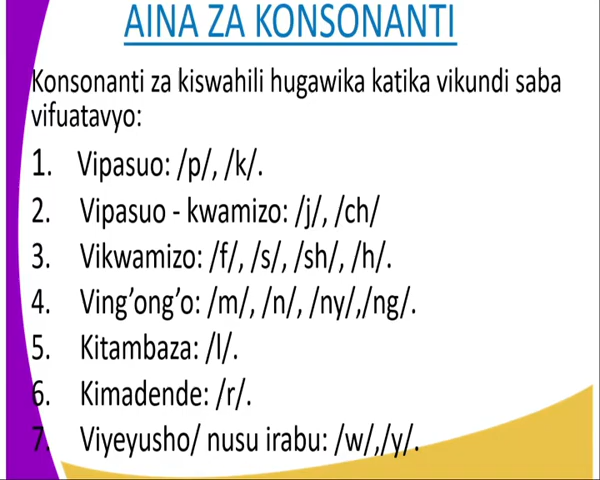 AINA ZA KONSONANTI
Konsonanti za kiswahili hugawika katika vikundi saba
vifuatavyo:
1. Vipasuo: /p/, /k/.
2. Vipasuo - kwamizo: /j/, /ch/
3. Vikwamizo: /f/, /s/, /sh/, /h/.
4. Ving’ong’o: /m/, /n/, /ny/,/ng/.
5. Kitambaza: /l/.
6. Kimadende: /r/.
7. Viyeyusho/ nusu irabu: /w/,/y/.